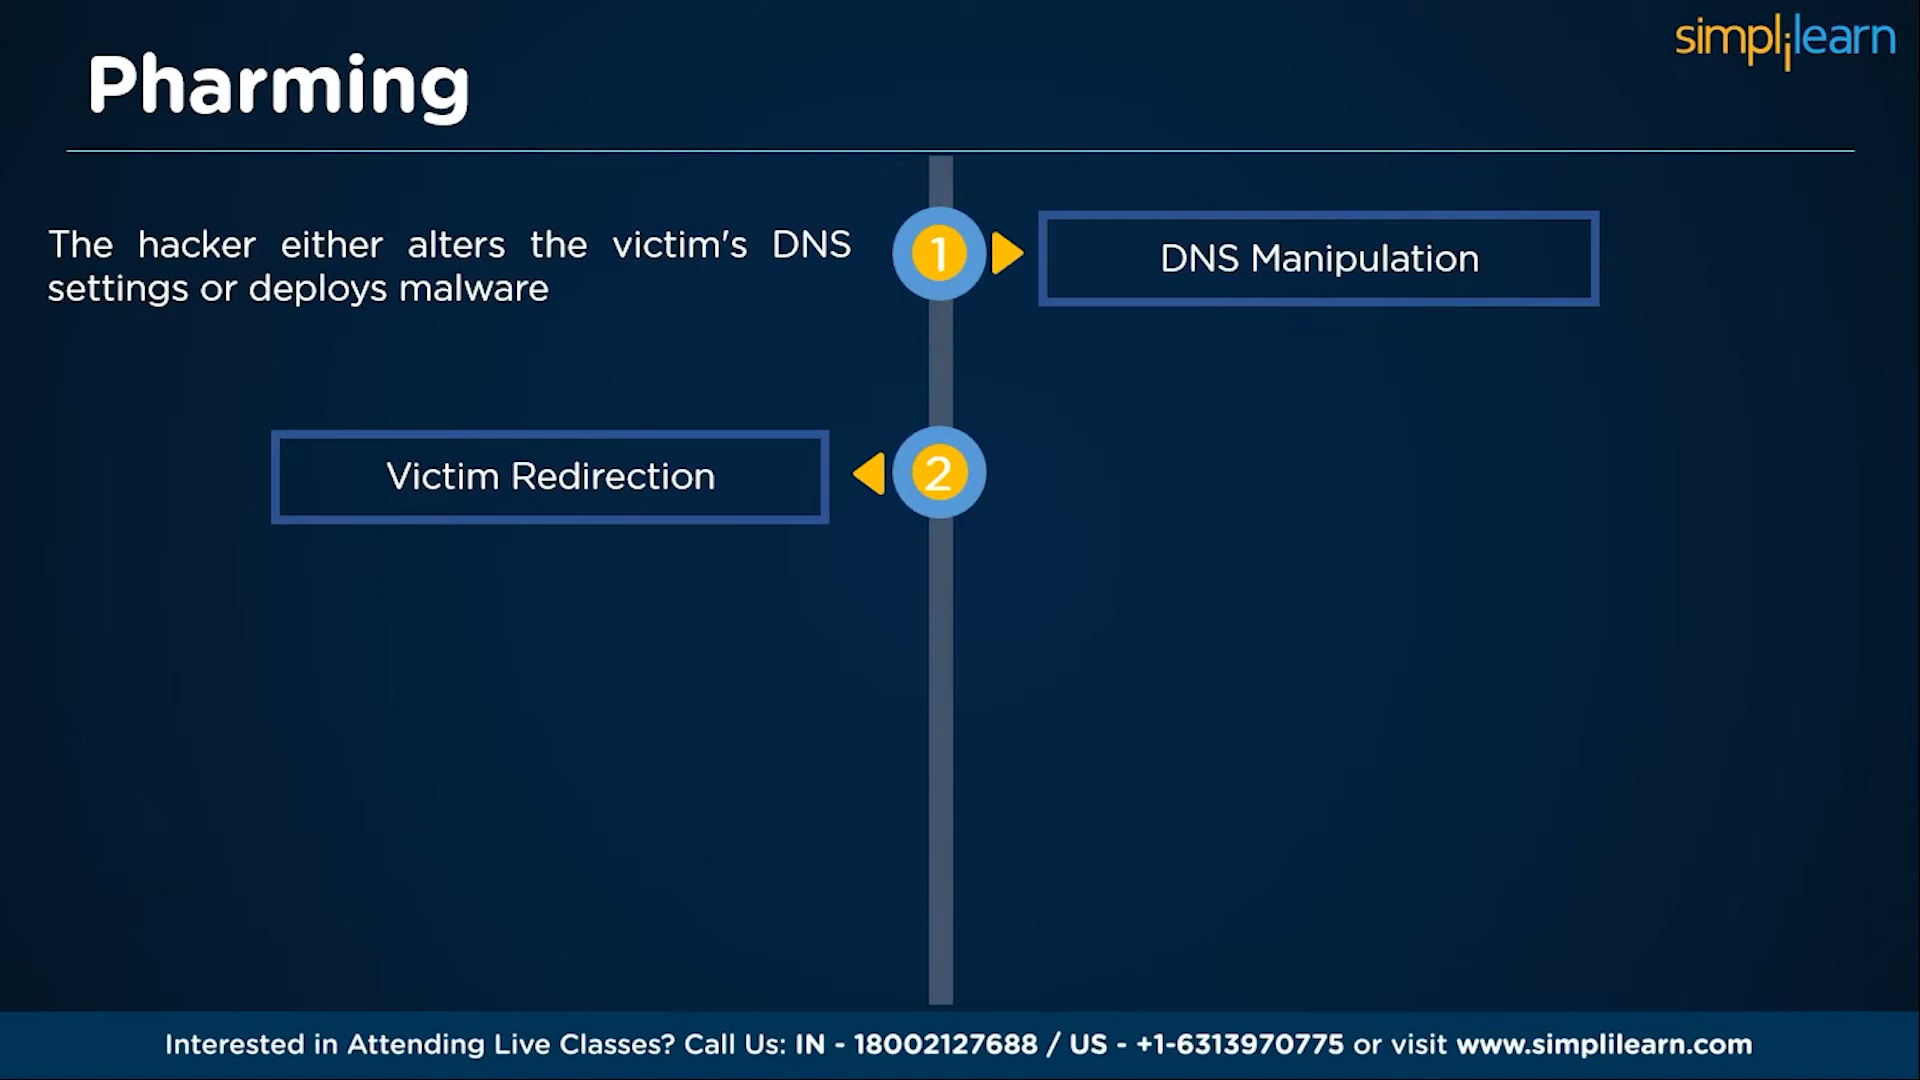 simplilearn
Pharming
The hacker either alters the victim's DNS
settings or deploys malware
1
DNS Manipulation
Victim Redirection
2
Interested in Attending Live Classes? Call Us: IN - 18002127688 / US - +1-6313970775 or visit www.simplilearn.com